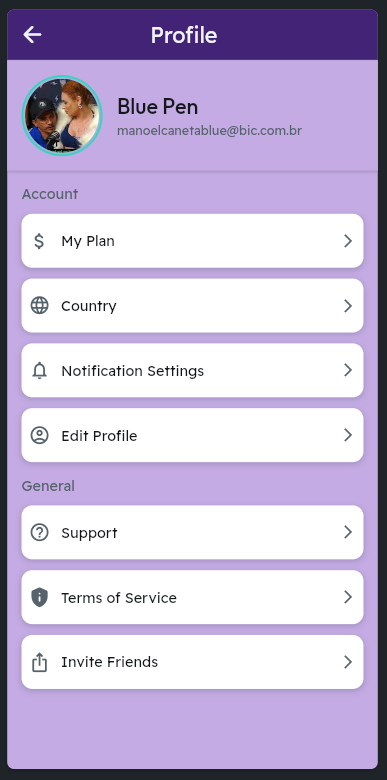 Profile
Blue Pen
manoelcanetablue@bic.com.br
Account
$ My Plan
Country
Notification Settings
Edit Profile
General
Support
Terms of Service
Invite Friends